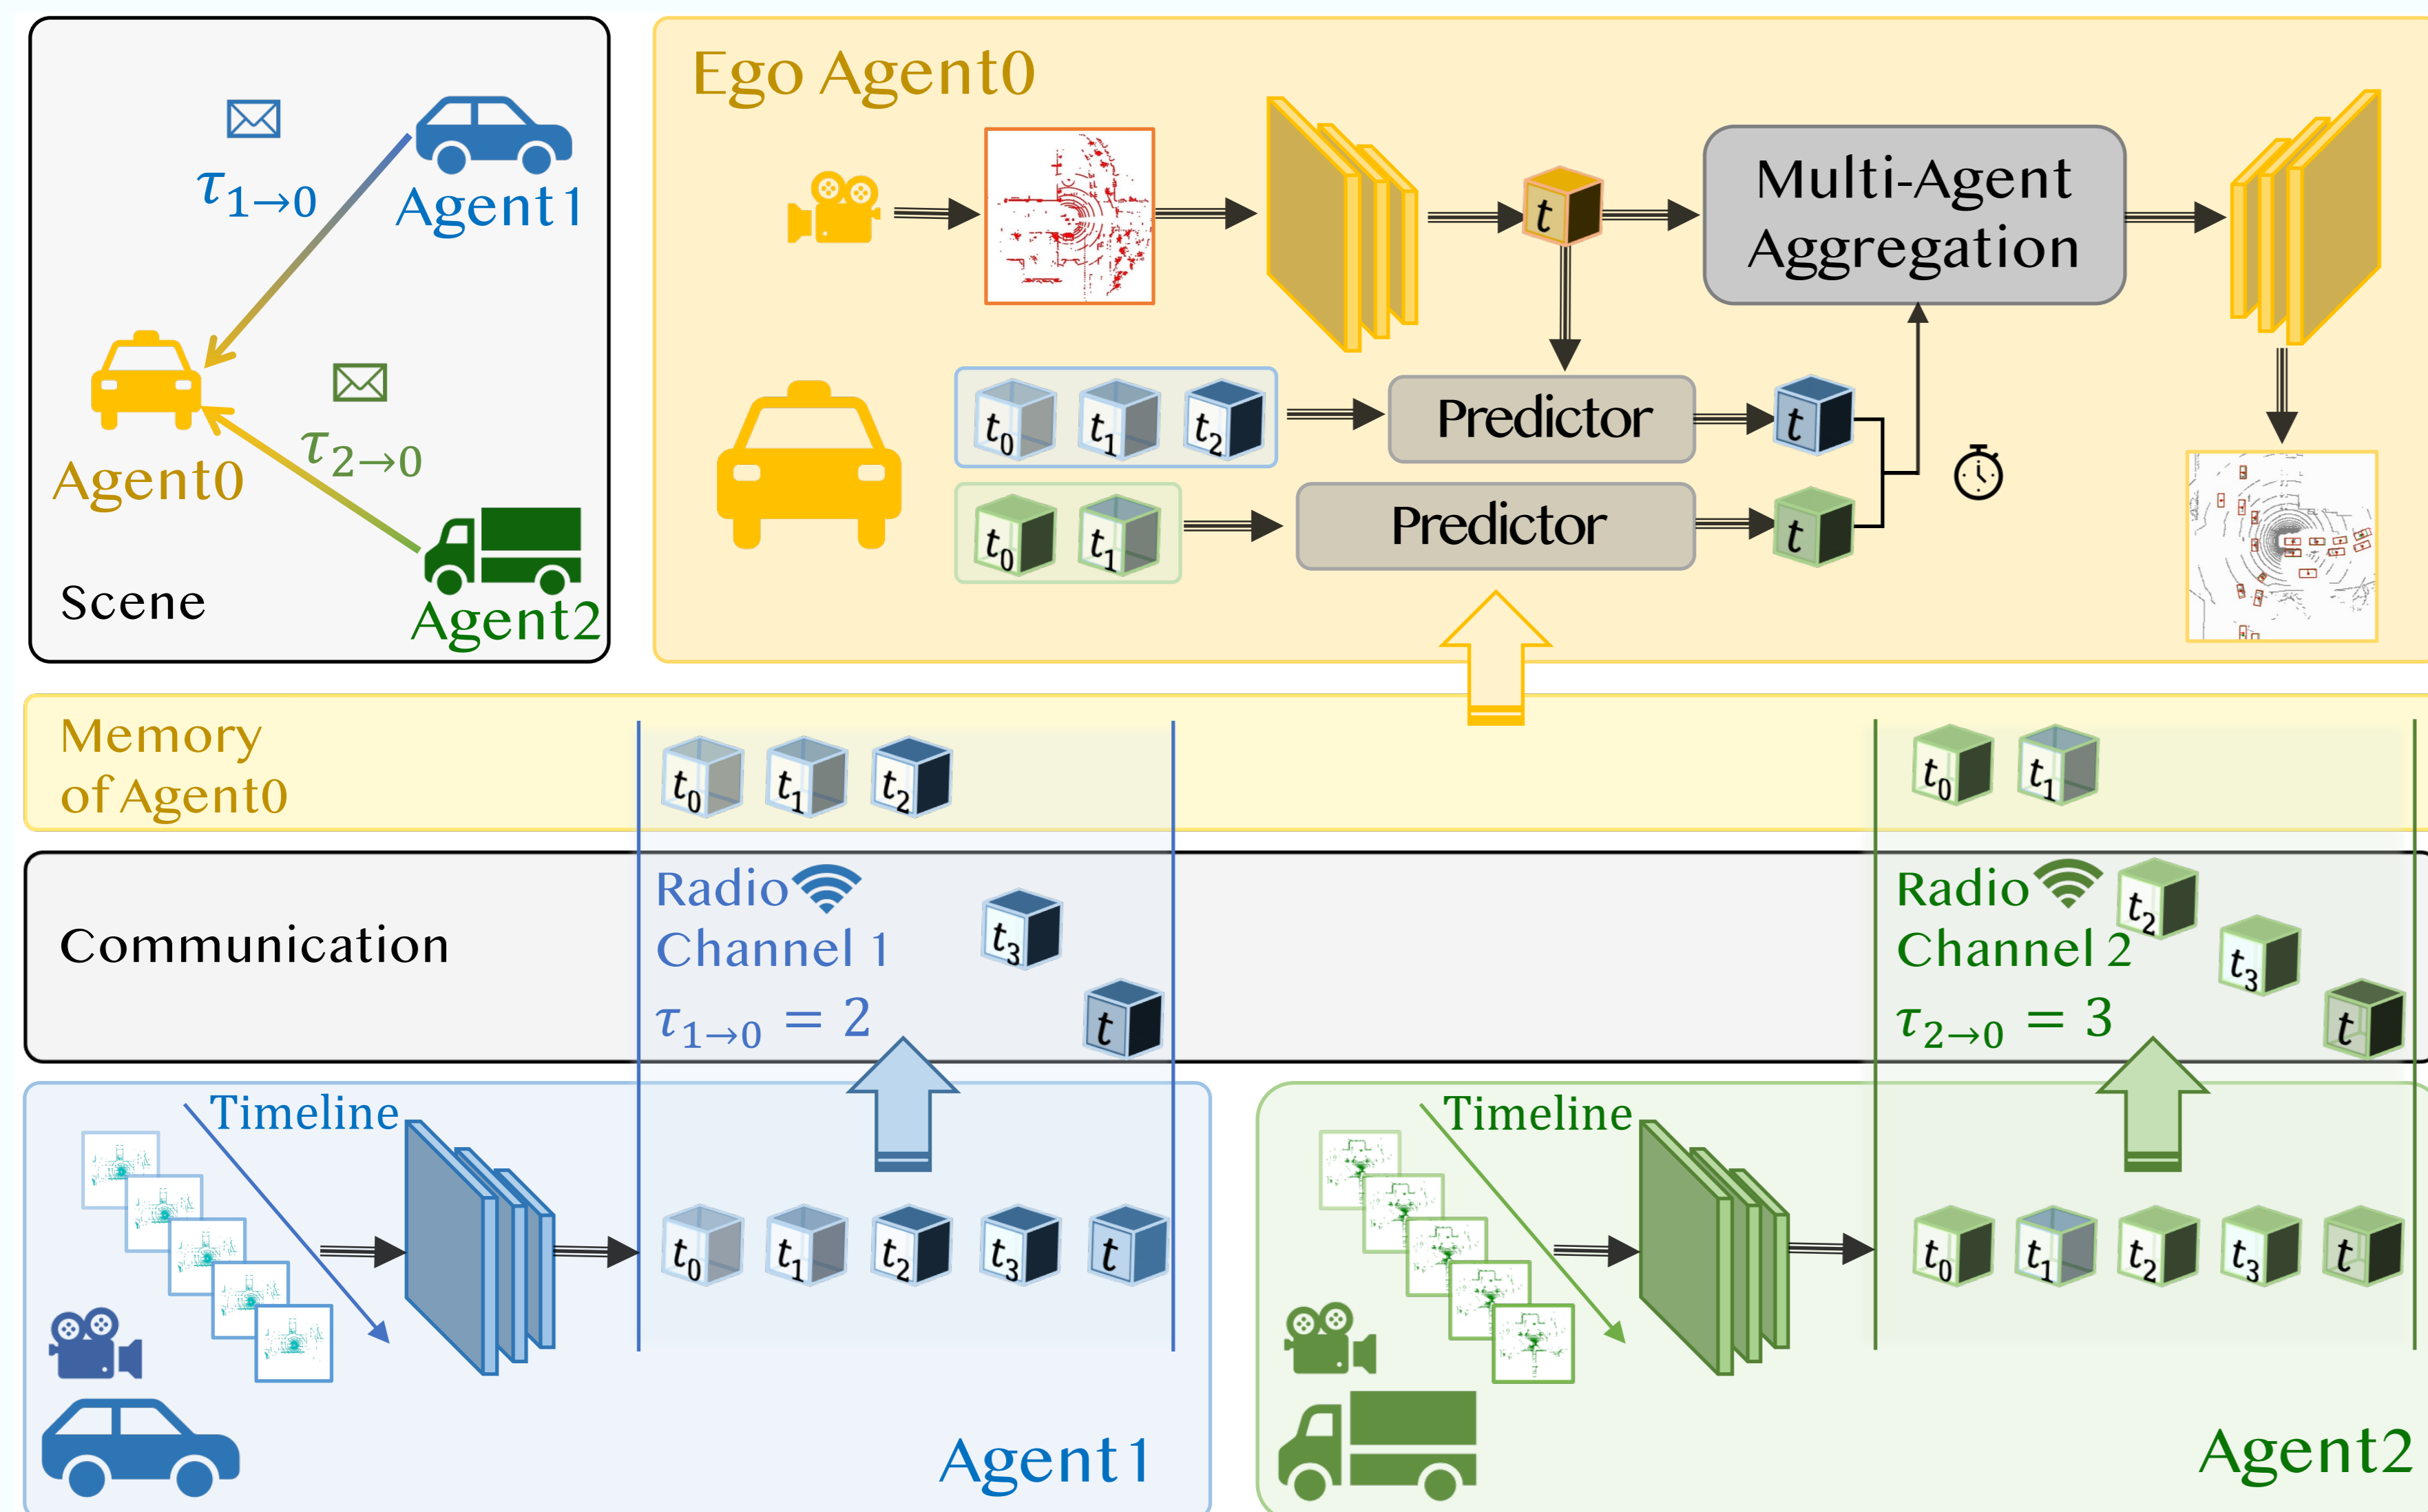 τ1→0
Agent1
Agent0
τ2→0
Scene
Agent2
Ego Agent0
t
Multi-Agent
Aggregation
t0 t1 t2
Predictor
t
t0 t1
Predictor
t
Memory
of Agent0
t0 t1 t2
t0 t1
Communication
Radio
Channel 1
τ1→0 = 2
t3
t
Radio
Channel 2
τ2→0 = 3
t2
t3
t
Timeline
t0 t1 t2 t3 t
Agent1
Timeline
t0 t1 t2 t3 t
Agent2